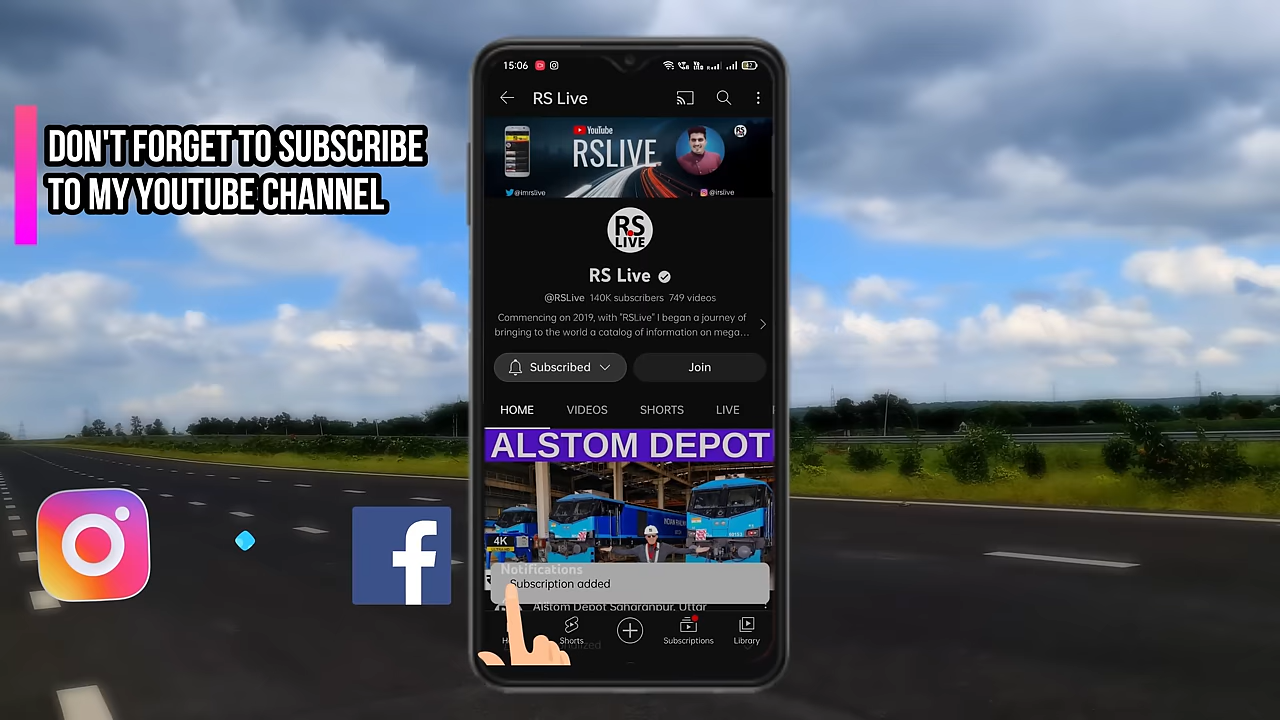 DON'T FORGET TO SUBSCRIBE
TO MY YOUTUBE CHANNEL
15:06
RS Live
YouTube
RSLIVE
RS
@imrslive
@irslive
RS
LIVE
RS Live
@RSLive 140K subscribers 749 videos
Commencing on 2019, with "RSLive" I began a journey of
bringing to the world a catalog of information on mega...
Subscribed
Join
HOME VIDEOS SHORTS LIVE
ALSTOM DEPOT
4K
Notifications
Subscription added
Alstom Depot Saharanpur, Uttar
Shorts
Subscriptions
Library